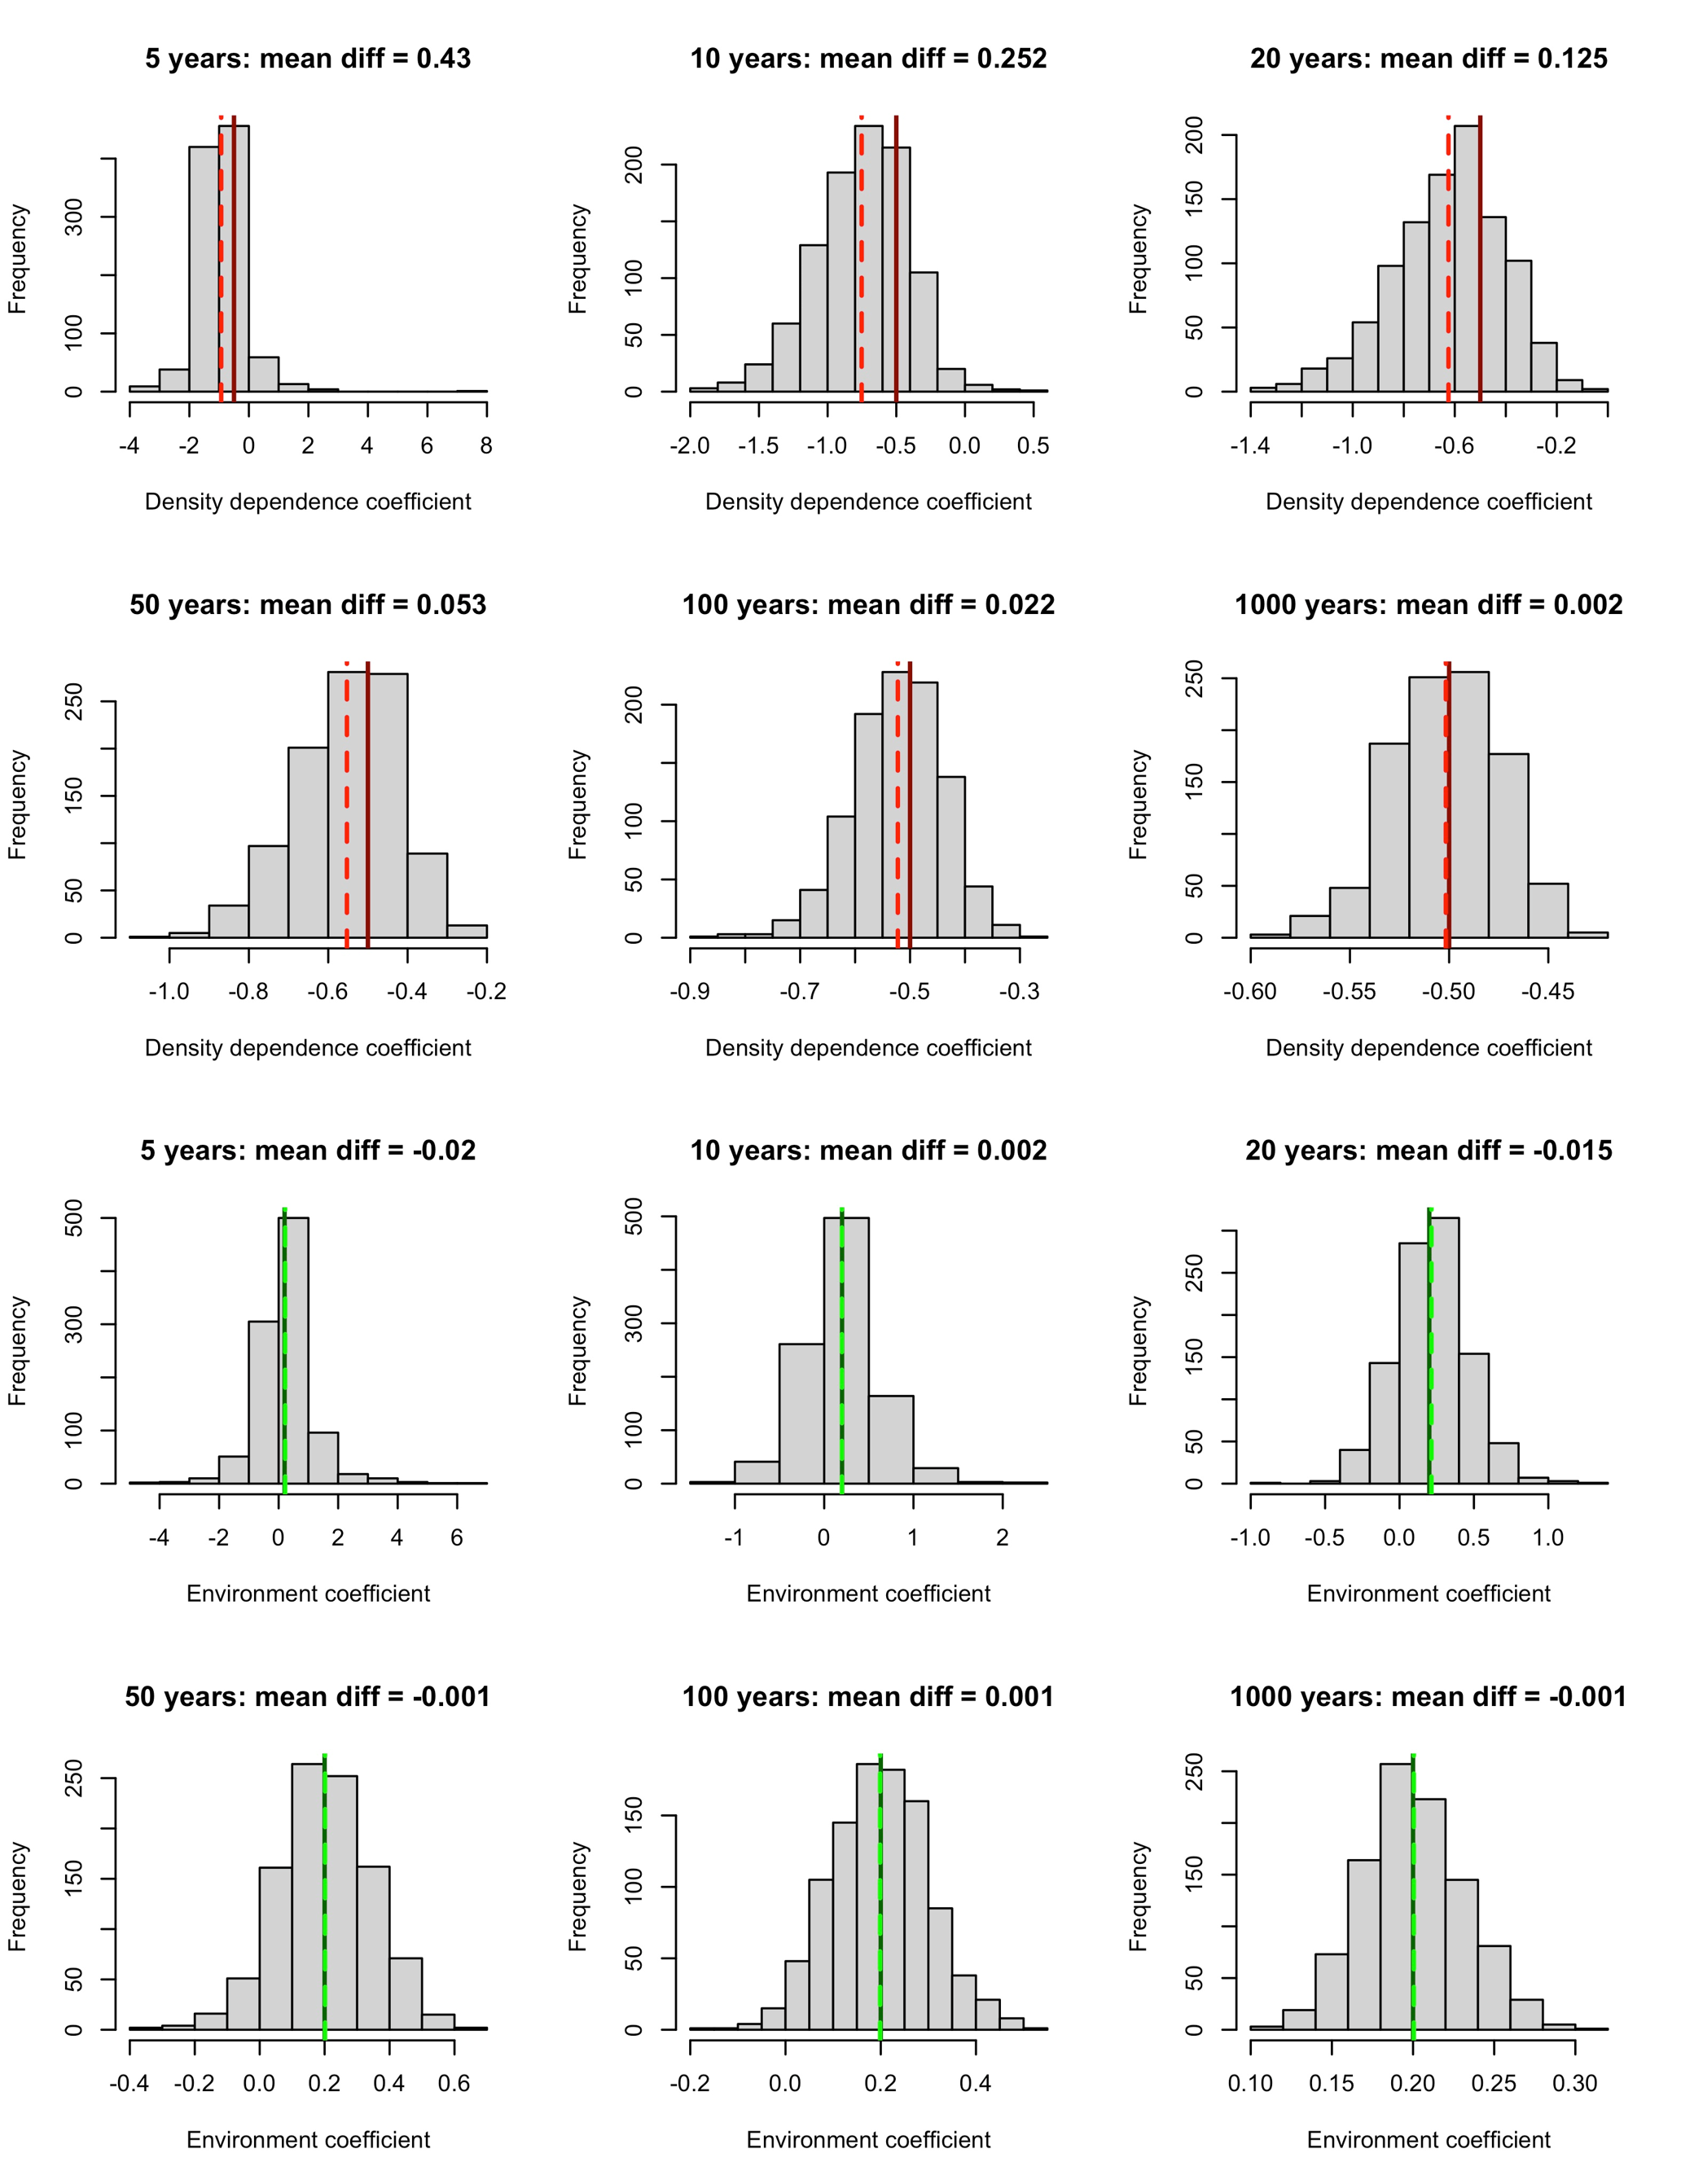 5 years: mean diff = 0.43
Frequency
0 100 300
-4 -2 0 2 4 6 8
Density dependence coefficient
10 years: mean diff = 0.252
Frequency
0 50 100 200
-2.0 -1.5 -1.0 -0.5 0.0 0.5
Density dependence coefficient
20 years: mean diff = 0.125
Frequency
0 50 100 150 200
-1.4 -1.0 -0.6 -0.2
Density dependence coefficient
50 years: mean diff = 0.053
Frequency
0 50 150 250
-1.0 -0.8 -0.6 -0.4 -0.2
Density dependence coefficient
100 years: mean diff = 0.022
Frequency
0 50 100 200
-0.9 -0.7 -0.5 -0.3
Density dependence coefficient
1000 years: mean diff = 0.002
Frequency
0 50 150 250
-0.60 -0.55 -0.50 -0.45
Density dependence coefficient
5 years: mean diff = -0.02
Frequency
0 100 300 500
-4 -2 0 2 4 6
Environment coefficient
10 years: mean diff = 0.002
Frequency
0 100 300 500
-1 0 1 2
Environment coefficient
20 years: mean diff = -0.015
Frequency
0 50 150 250
-1.0 -0.5 0.0 0.5 1.0
Environment coefficient
50 years: mean diff = -0.001
Frequency
0 50 150 250
-0.4 -0.2 0.0 0.2 0.4 0.6
Environment coefficient
100 years: mean diff = 0.001
Frequency
0 50 100 150
-0.2 0.0 0.2 0.4
Environment coefficient
1000 years: mean diff = -0.001
Frequency
0 50 150 250
0.10 0.15 0.20 0.25 0.30
Environment coefficient